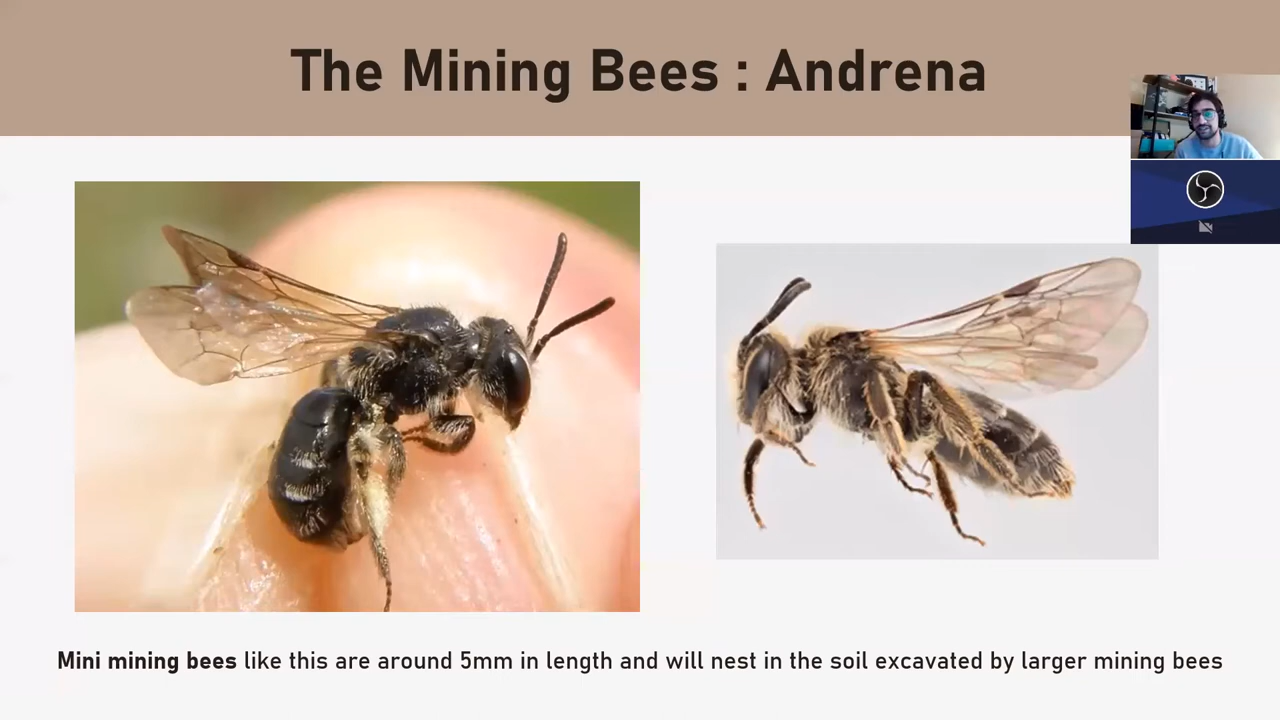 The Mining Bees : Andrena
Mini mining bees like this are around 5mm in length and will nest in the soil excavated by larger mining bees